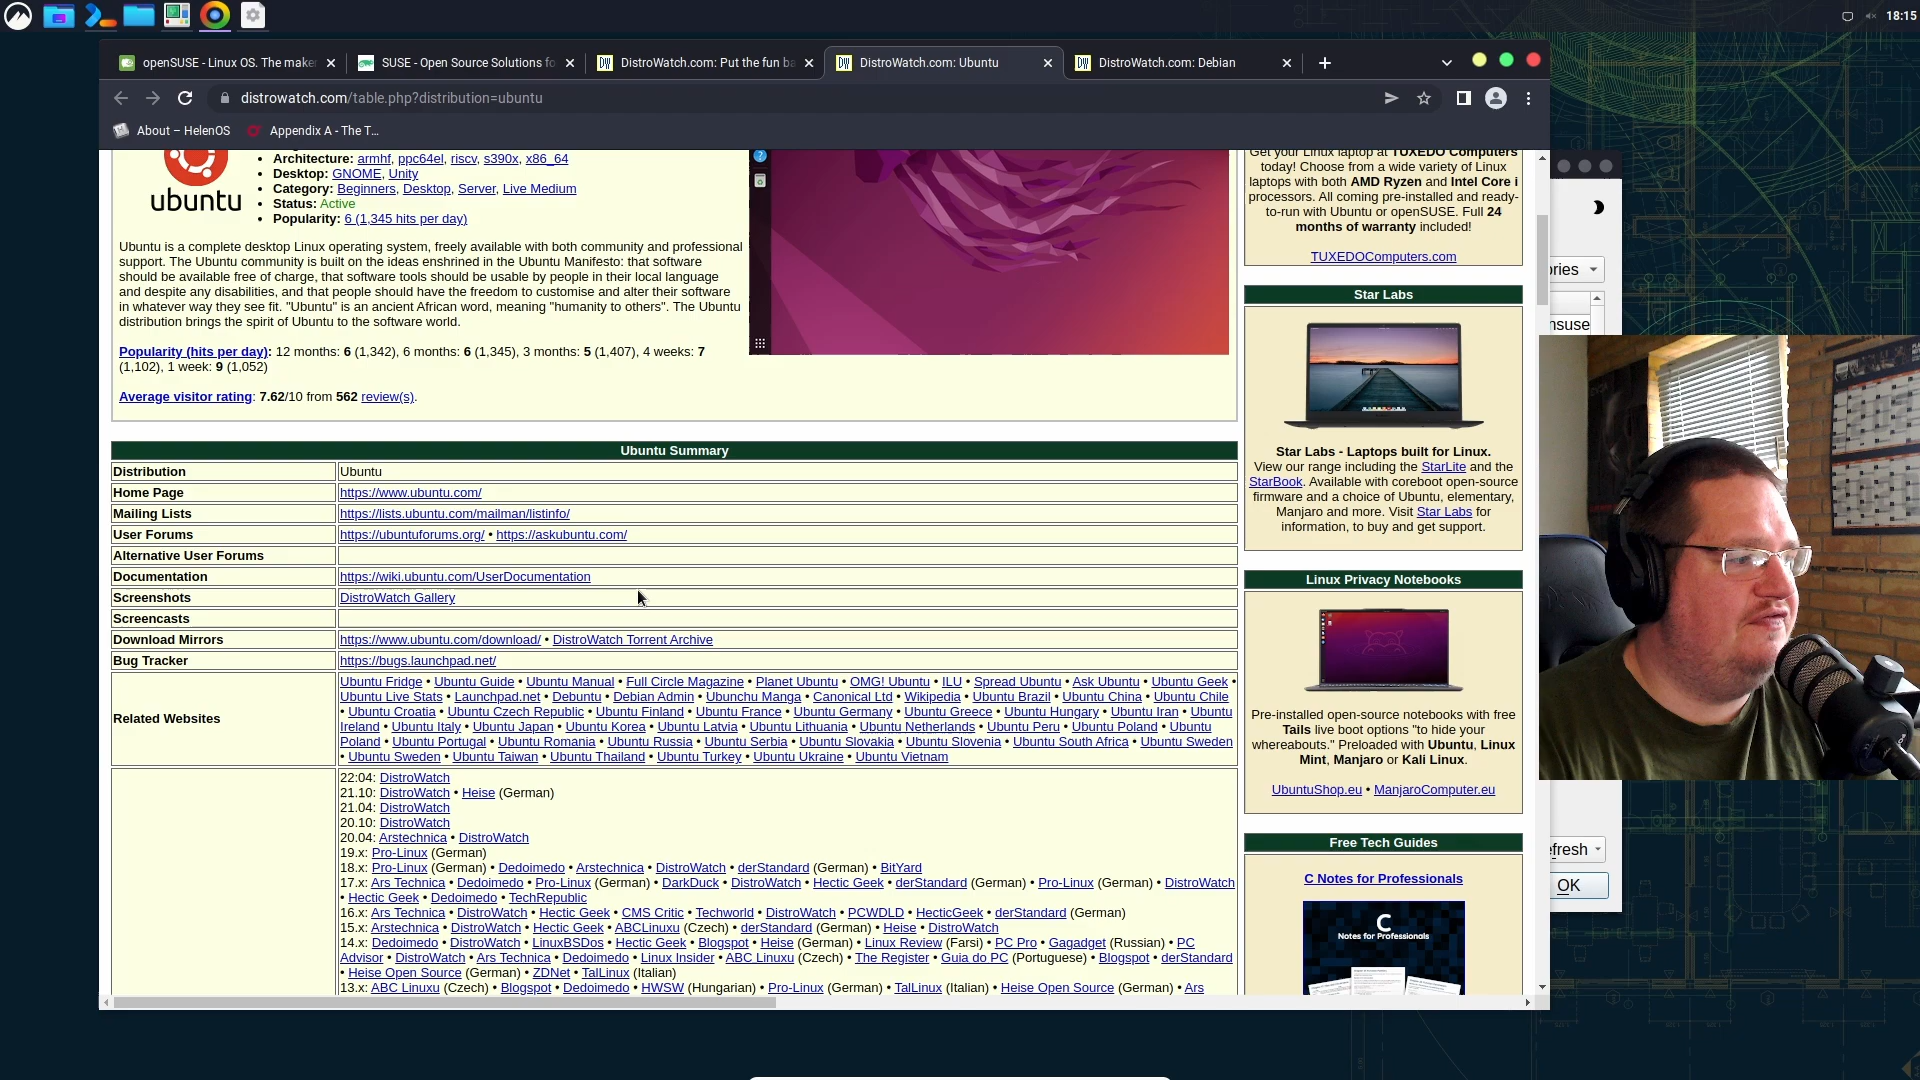 18:15
openSUSE - Linux OS. The maker
SUSE - Open Source Solutions fo
DistroWatch.com: Put the fun ba
DistroWatch.com: Ubuntu
DistroWatch.com: Debian
distrowatch.com/table.php?distribution=ubuntu
About – HelenOS
Appendix A - The T...
ubuntu
• Architecture: armhf, ppc64el, riscv, s390x, x86_64
• Desktop: GNOME, Unity
• Category: Beginners, Desktop, Server, Live Medium
• Status: Active
• Popularity: 6 (1,345 hits per day)
Ubuntu is a complete desktop Linux operating system, freely available with both community and professional
support. The Ubuntu community is built on the ideas enshrined in the Ubuntu Manifesto: that software
should be available free of charge, that software tools should be usable by people in their local language
and despite any disabilities, and that people should have the freedom to customise and alter their software
in whatever way they see fit. "Ubuntu" is an ancient African word, meaning "humanity to others". The Ubuntu
distribution brings the spirit of Ubuntu to the software world.
Popularity (hits per day): 12 months: 6 (1,342), 6 months: 6 (1,345), 3 months: 5 (1,407), 4 weeks: 7
(1,102), 1 week: 9 (1,052)
Average visitor rating: 7.62/10 from 562 review(s).
Ubuntu Summary
Distribution Ubuntu
Home Page https://www.ubuntu.com/
Mailing Lists https://lists.ubuntu.com/mailman/listinfo/
User Forums https://ubuntuforums.org/ • https://askubuntu.com/
Alternative User Forums
Documentation https://wiki.ubuntu.com/UserDocumentation
Screenshots DistroWatch Gallery
Screencasts
Download Mirrors https://www.ubuntu.com/download/ • DistroWatch Torrent Archive
Bug Tracker https://bugs.launchpad.net/
Related Websites
Ubuntu Fridge • Ubuntu Guide • Ubuntu Manual • Full Circle Magazine • Planet Ubuntu • OMG! Ubuntu • ILU • Spread Ubuntu • Ask Ubuntu • Ubuntu Geek •
Ubuntu Live Stats • Launchpad.net • Debuntu • Debian Admin • Ubunchu Manga • Canonical Ltd • Wikipedia • Ubuntu Brazil • Ubuntu China • Ubuntu Chile
• Ubuntu Croatia • Ubuntu Czech Republic • Ubuntu Finland • Ubuntu France • Ubuntu Germany • Ubuntu Greece • Ubuntu Hungary • Ubuntu Iran • Ubuntu
Ireland • Ubuntu Italy • Ubuntu Japan • Ubuntu Korea • Ubuntu Latvia • Ubuntu Lithuania • Ubuntu Netherlands • Ubuntu Peru • Ubuntu Poland • Ubuntu
Poland • Ubuntu Portugal • Ubuntu Romania • Ubuntu Russia • Ubuntu Serbia • Ubuntu Slovakia • Ubuntu Slovenia • Ubuntu South Africa • Ubuntu Sweden
• Ubuntu Sweden • Ubuntu Taiwan • Ubuntu Thailand • Ubuntu Turkey • Ubuntu Ukraine • Ubuntu Vietnam
22:04: DistroWatch
21.10: DistroWatch • Heise (German)
21.04: DistroWatch
20.10: DistroWatch
20.04: Arstechnica • DistroWatch
19.x: Pro-Linux (German)
18.x: Pro-Linux (German) • Dedoimedo • Arstechnica • DistroWatch • derStandard (German) • BitYard
17.x: Ars Technica • Dedoimedo • Pro-Linux (German) • DarkDuck • DistroWatch • Hectic Geek • derStandard (German) • Pro-Linux (German) • DistroWatch
• Hectic Geek • Dedoimedo • TechRepublic
16.x: Ars Technica • DistroWatch • Hectic Geek • CMS Critic • Techworld • DistroWatch • PCWDLD • HecticGeek • derStandard (German)
15.x: Arstechnica • DistroWatch • Hectic Geek • ABCLinuxu (Czech) • derStandard (German) • Heise • DistroWatch
14.x: Dedoimedo • DistroWatch • LinuxBSDos • Hectic Geek • Blogspot • Heise (German) • Linux Review (Farsi) • PC Pro • Gagadget (Russian) • PC
Advisor • DistroWatch • Ars Technica • Dedoimedo • Linux Insider • ABC Linuxu (Czech) • The Register • Guia do PC (Portuguese) • Blogspot • derStandard
• Heise Open Source (German) • ZDNet • TalLinux (Italian)
13.x: ABC Linuxu (Czech) • Blogspot • Dedoimedo • HWSW (Hungarian) • Pro-Linux (German) • TalLinux (Italian) • Heise Open Source (German) • Ars
Get your Linux laptop at TUXEDO Computers
today! Choose from a wide variety of Linux
laptops with both AMD Ryzen and Intel Core i
processors. All coming pre-installed and ready-
to-run with Ubuntu or openSUSE. Full 24
months of warranty included!
TUXEDOComputers.com
Star Labs
Star Labs - Laptops built for Linux.
View our range including the StarLite and the
StarBook. Available with coreboot open-source
firmware and a choice of Ubuntu, elementary,
Manjaro and more. Visit Star Labs for
information, to buy and get support.
Linux Privacy Notebooks
Pre-installed open-source notebooks with free
Tails live boot options "to hide your
whereabouts." Preloaded with Ubuntu, Linux
Mint, Manjaro or Kali Linux.
UbuntuShop.eu • ManjaroComputer.eu
Free Tech Guides
C Notes for Professionals
C
Notes for Professionals
ories
nsuse
efresh
OK